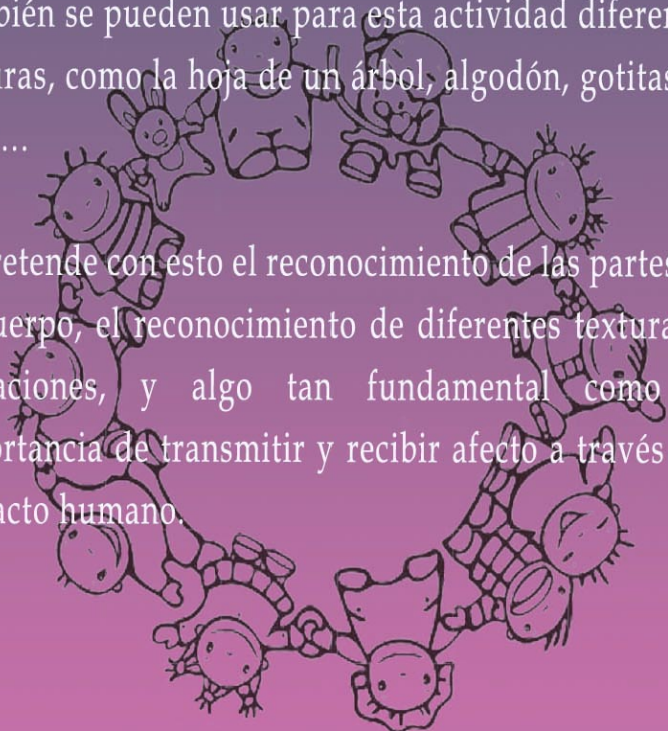 bién se pueden usar para esta actividad diferen
uras, como la hoja de un árbol, algodón, gotitas
...
retende con esto el reconocimiento de las partes
uerpo, el reconocimiento de diferentes textura
aciones, y algo tan fundamental como
ortancia de transmitir y recibir afecto a través
acto humano.